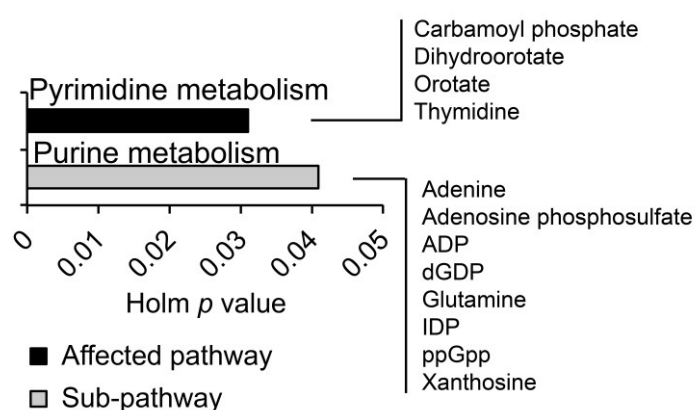 Carbamoyl phosphate
Dihydroorotate
Orotate
Thymidine
Pyrimidine metabolism
Purine metabolism
Adenine
Adenosine phosphosulfate
ADP
dGDP
Glutamine
IDP
ppGpp
Xanthosine
0 0.01 0.02 0.03 0.04 0.05
Holm p value
Affected pathway
Sub-pathway